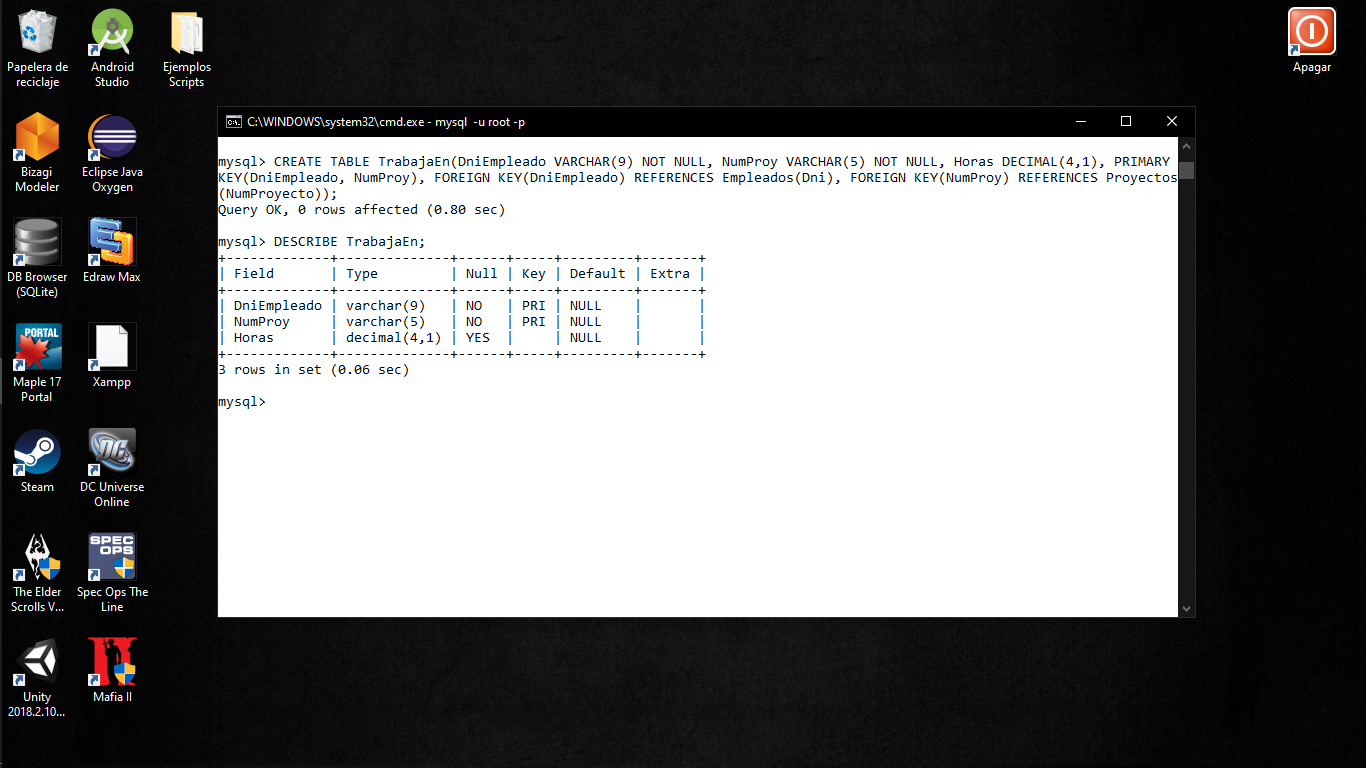 Papelera de
reciclaje
Android
Studio
Ejemplos
Scripts
Apagar
Bizagi
Modeler
Eclipse Java
Oxygen
DB Browser
(SQLite)
Edraw Max
PORTAL
Maple 17
Portal
Xampp
Steam
DC
DC Universe
Online
The Elder
Scrolls V...
SPEC
OPS
Spec Ops The
Line
Unity
2018.2.10...
II
Mafia II
C:\WINDOWS\system32\cmd.exe - mysql  -u root -p
mysql> CREATE TABLE TrabajaEn(DniEmpleado VARCHAR(9) NOT NULL, NumProy VARCHAR(5) NOT NULL, Horas DECIMAL(4,1), PRIMARY
KEY(DniEmpleado, NumProy), FOREIGN KEY(DniEmpleado) REFERENCES Empleados(Dni), FOREIGN KEY(NumProy) REFERENCES Proyectos
(NumProyecto));
Query OK, 0 rows affected (0.80 sec)
mysql> DESCRIBE TrabajaEn;
+-------------+--------------+------+-----+---------+-------+
| Field       | Type         | Null | Key | Default | Extra |
+-------------+--------------+------+-----+---------+-------+
| DniEmpleado | varchar(9)   | NO   | PRI | NULL    |       |
| NumProy     | varchar(5)   | NO   | PRI | NULL    |       |
| Horas       | decimal(4,1) | YES  |     | NULL    |       |
+-------------+--------------+------+-----+---------+-------+
3 rows in set (0.06 sec)
mysql>